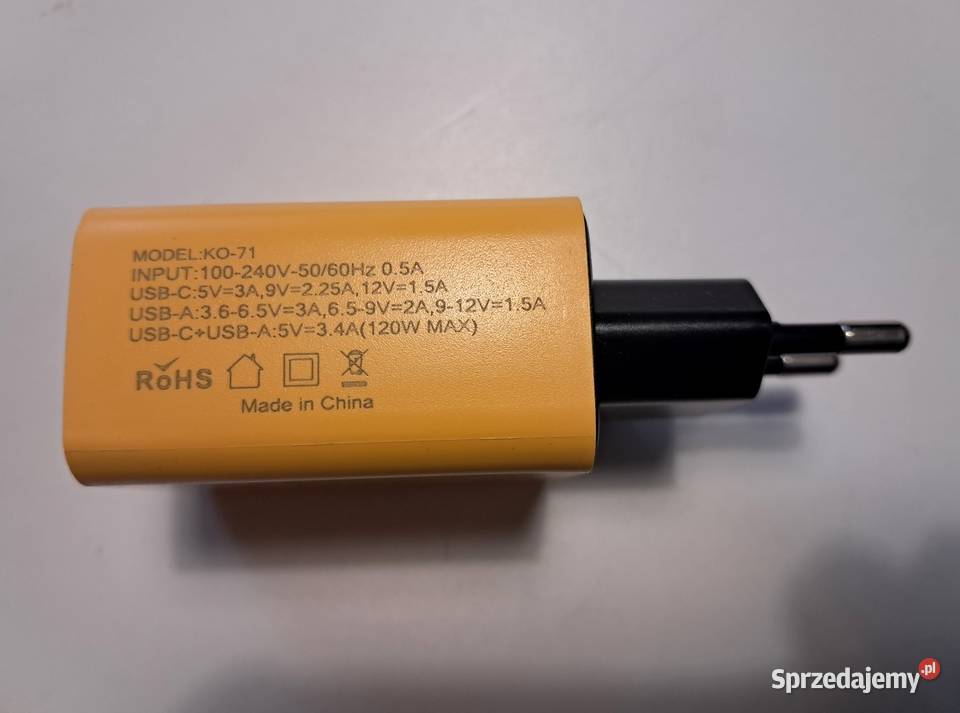 MODEL:KO-71
INPUT:100-240V-50/60Hz 0.5A
USB-C:5V=3A,9V=2.25A,12V=1.5A
USB-A:3.6-6.5V=3A,6.5-9V=2A,9-12V=1.5A
USB-C+USB-A:5V=3.4A(120W MAX)
RoHS
Made in China
Sprzedajemy.pl